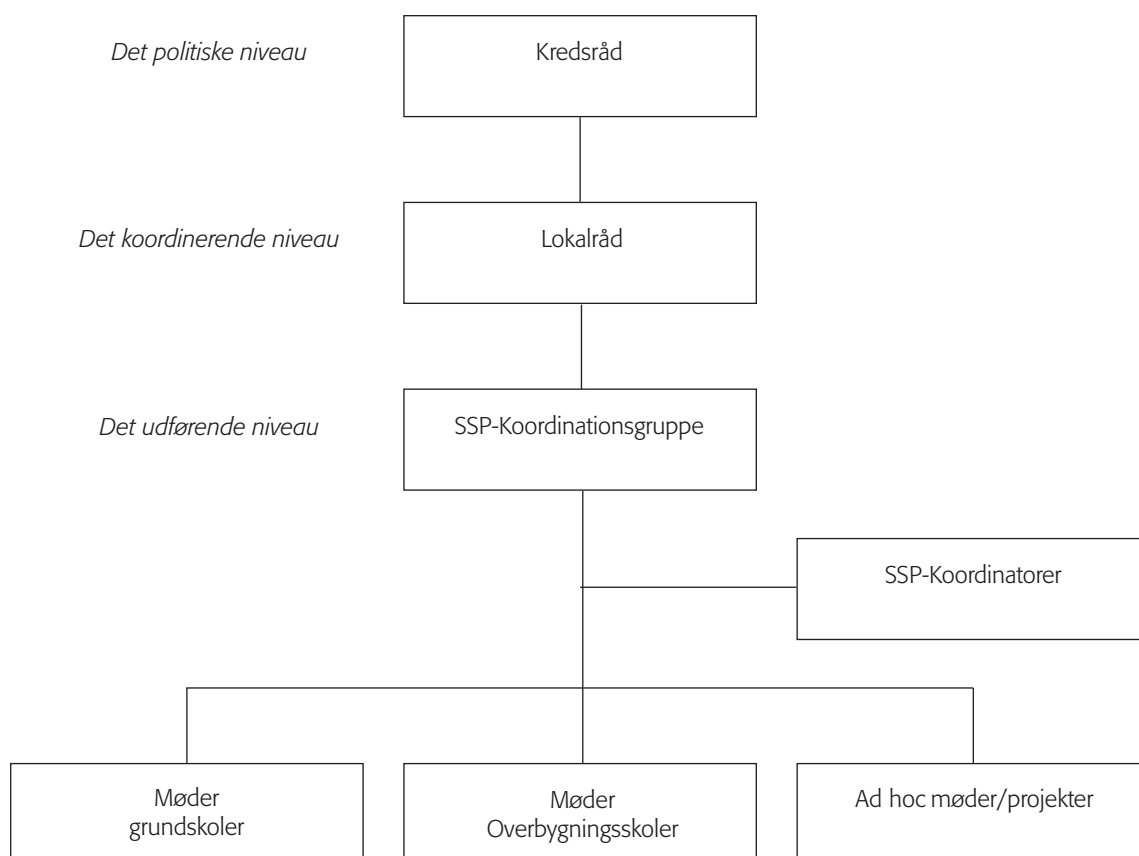 Det politiske niveau
Kredsråd
Det koordinerende niveau
Lokalråd
Det udførende niveau
SSP-Koordinationsgruppe
SSP-Koordinatorer
Møder
grundskoler
Møder
Overbygningsskoler
Ad hoc møder/projekter